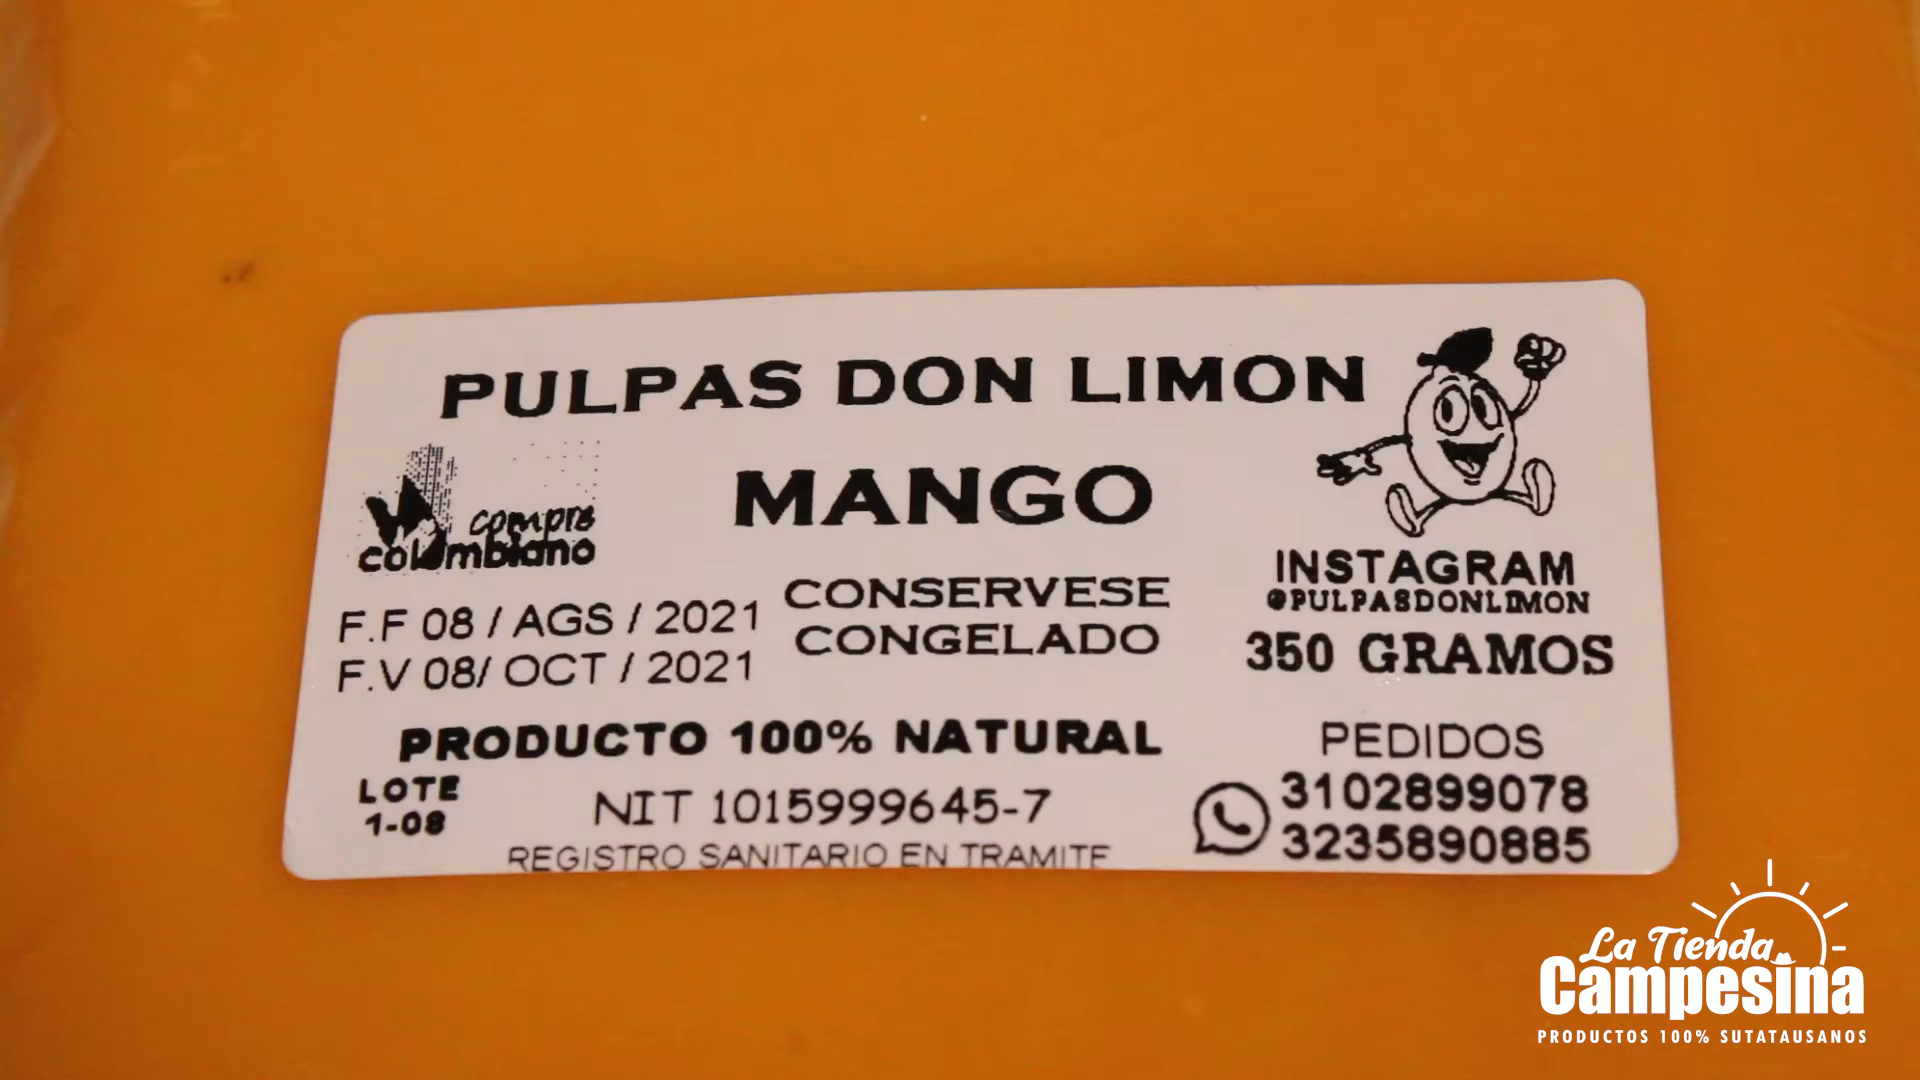 PULPAS DON LIMON
MANGO
compra
colombiano
CONSERVESE
CONGELADO
F.F 08 / AGS / 2021
F.V 08/ OCT / 2021
INSTAGRAM
@PULPASDONLIMON
350 GRAMOS
PRODUCTO 100% NATURAL
LOTE
1-08
NIT 1015999645-7
REGISTRO SANITARIO EN TRAMITE
PEDIDOS
3102899078
3235890885
La Tienda
Campesina
PRODUCTOS 100% SUTATAUSANOS